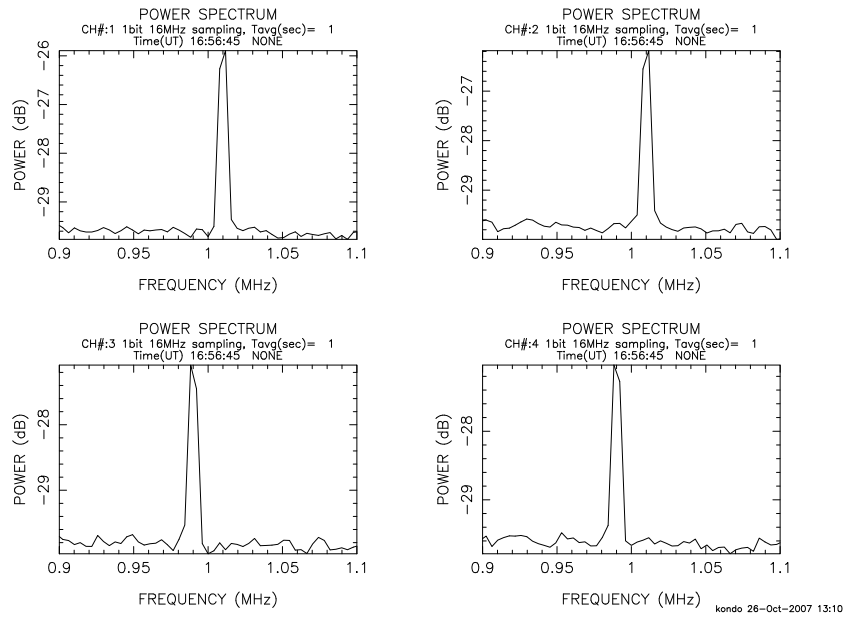 POWER SPECTRUM
CH#:1 1bit 16MHz sampling, Tavg(sec)= 1
Time(UT) 16:56:45 NONE
POWER (dB)
−26
−27
−28
−29
0.9 0.95 1 1.05 1.1
FREQUENCY (MHz)
POWER SPECTRUM
CH#:2 1bit 16MHz sampling, Tavg(sec)= 1
Time(UT) 16:56:45 NONE
POWER (dB)
−27
−28
−29
0.9 0.95 1 1.05 1.1
FREQUENCY (MHz)
POWER SPECTRUM
CH#:3 1bit 16MHz sampling, Tavg(sec)= 1
Time(UT) 16:56:45 NONE
POWER (dB)
−28
−29
0.9 0.95 1 1.05 1.1
FREQUENCY (MHz)
POWER SPECTRUM
CH#:4 1bit 16MHz sampling, Tavg(sec)= 1
Time(UT) 16:56:45 NONE
POWER (dB)
−28
−29
0.9 0.95 1 1.05 1.1
FREQUENCY (MHz)
kondo 26−Oct−2007 13:10